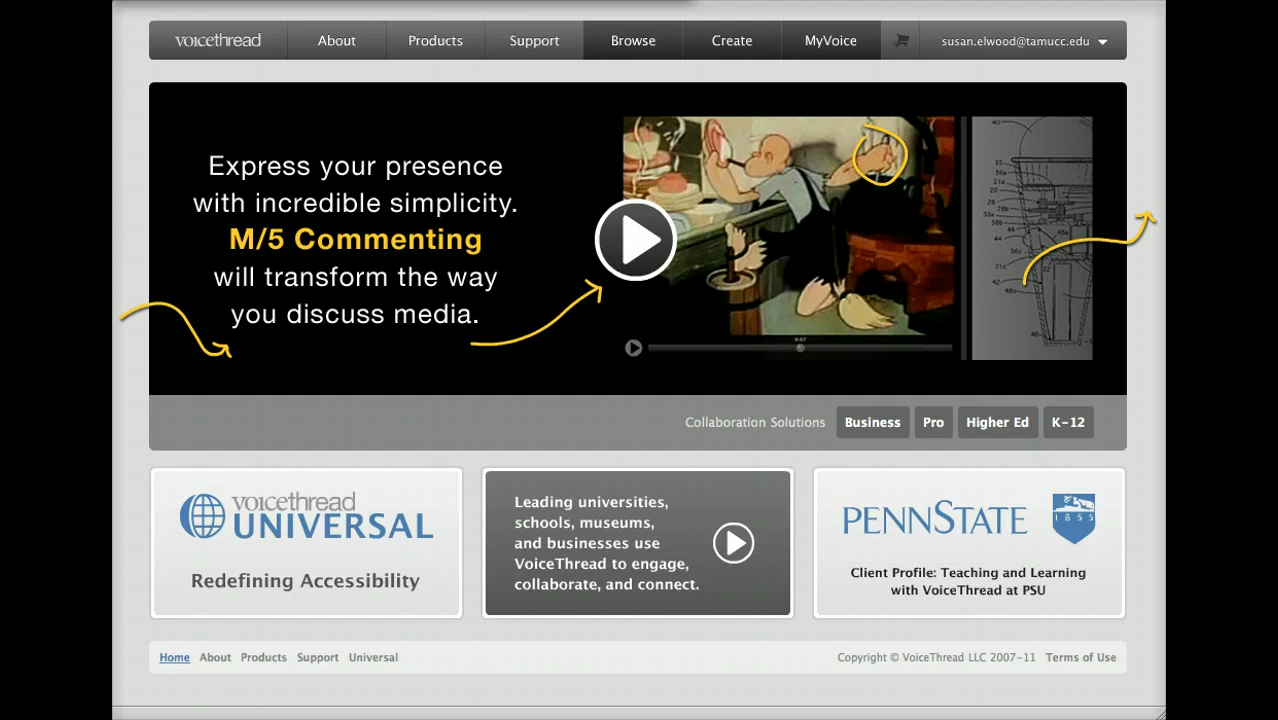 voicethread
About
Products
Support
Browse
Create
MyVoice
susan.elwood@tamucc.edu
Express your presence
with incredible simplicity.
M/5 Commenting
will transform the way
you discuss media.
Collaboration Solutions
Business
Pro
Higher Ed
K-12
voicethread
UNIVERSAL
Redefining Accessibility
Leading universities,
schools, museums,
and businesses use
VoiceThread to engage,
collaborate, and connect.
PENNSTATE
1855
Client Profile: Teaching and Learning
with VoiceThread at PSU
Home
About
Products
Support
Universal
Copyright © VoiceThread LLC 2007-11
Terms of Use